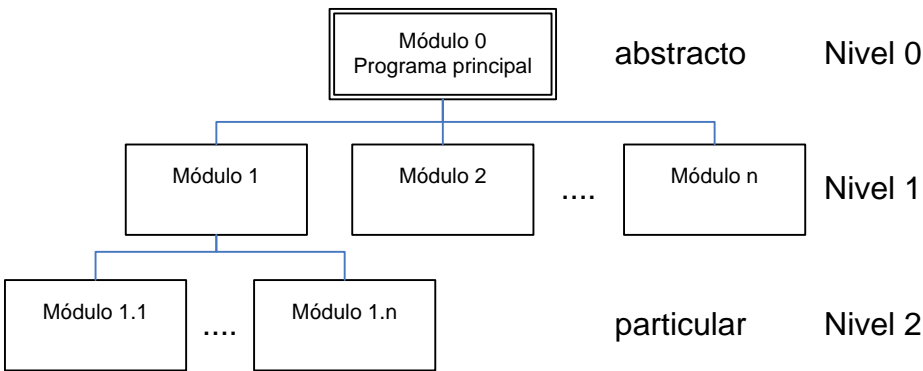 Módulo 0
Programa principal
abstracto
Nivel 0
Módulo 1
Módulo 2
....
Módulo n
Nivel 1
Módulo 1.1
....
Módulo 1.n
particular
Nivel 2